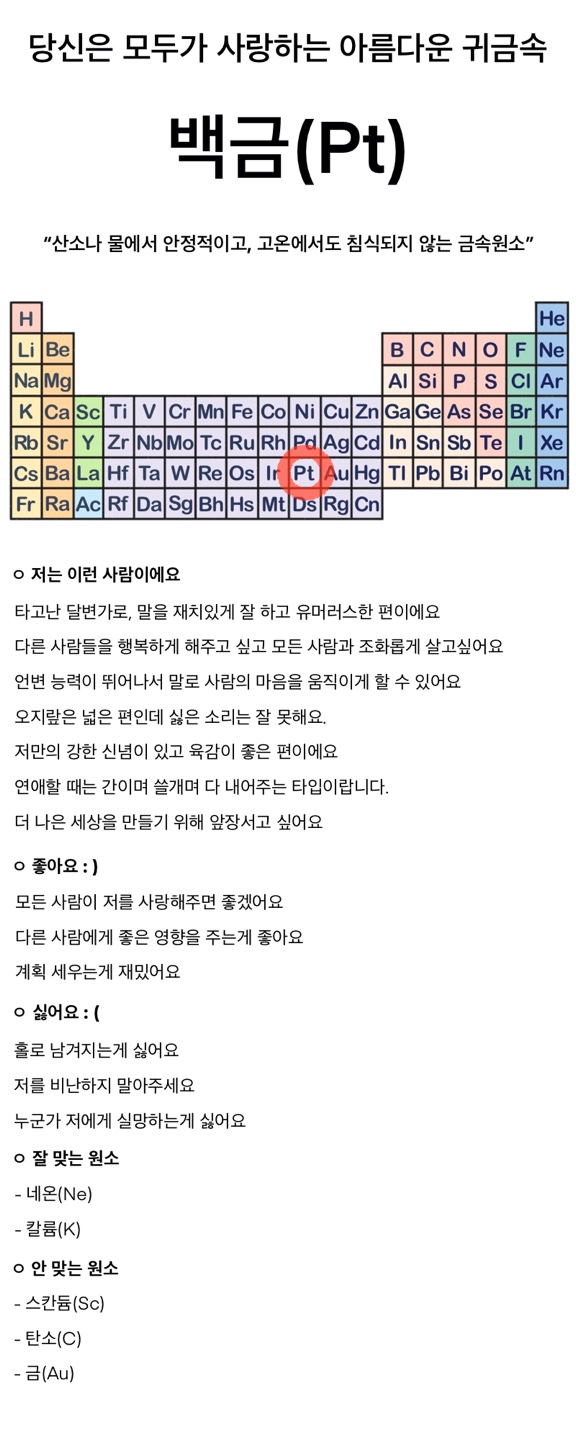 당신은 모두가 사랑하는 아름다운 귀금속
백금(Pt)
“산소나 물에서 안정적이고, 고온에서도 침식되지 않는 금속원소”
H He
Li Be B C N O F Ne
Na Mg Al Si P S Cl Ar
K Ca Sc Ti V Cr Mn Fe Co Ni Cu Zn Ga Ge As Se Br Kr
Rb Sr Y Zr Nb Mo Tc Ru Rh Pd Ag Cd In Sn Sb Te I Xe
Cs Ba La Hf Ta W Re Os Ir Pt Au Hg Tl Pb Bi Po At Rn
Fr Ra Ac Rf Da Sg Bh Hs Mt Ds Rg Cn
ㅇ 저는 이런 사람이에요
타고난 달변가로, 말을 재치있게 잘 하고 유머러스한 편이에요
다른 사람들을 행복하게 해주고 싶고 모든 사람과 조화롭게 살고싶어요
언변 능력이 뛰어나서 말로 사람의 마음을 움직이게 할 수 있어요
오지랖은 넓은 편인데 싫은 소리는 잘 못해요.
저만의 강한 신념이 있고 육감이 좋은 편이에요
연애할 때는 간이며 쓸개며 다 내어주는 타입이랍니다.
더 나은 세상을 만들기 위해 앞장서고 싶어요
ㅇ 좋아요 : )
모든 사람이 저를 사랑해주면 좋겠어요
다른 사람에게 좋은 영향을 주는게 좋아요
계획 세우는게 재밌어요
ㅇ 싫어요 : (
홀로 남겨지는게 싫어요
저를 비난하지 말아주세요
누군가 저에게 실망하는게 싫어요
ㅇ 잘 맞는 원소
- 네온(Ne)
- 칼륨(K)
ㅇ 안 맞는 원소
- 스칸듐(Sc)
- 탄소(C)
- 금(Au)